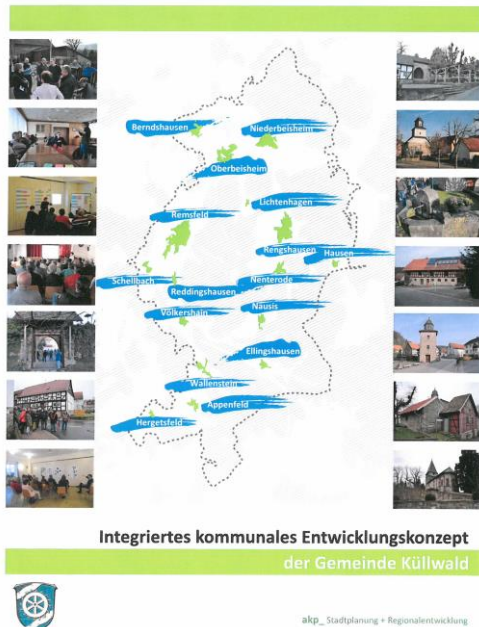 Berndshausen
Niederbeisheim
Oberbeisheim
Lichtenhagen
Remsfeld
Rengshausen
Hausen
Schellbach
Nenterode
Reddingshausen
Völkershain
Nausis
Ellingshausen
Wallenstein
Appenfeld
Hergetsfeld
Integriertes kommunales Entwicklungskonzept
der Gemeinde Küllwald
akp_ Stadtplanung + Regionalentwicklung